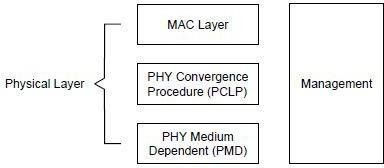 MAC Layer
Physical Layer
PHY Convergence
Procedure (PCLP)
Management
PHY Medium
Dependent (PMD)